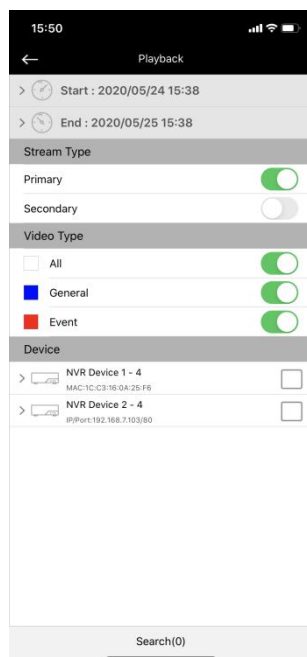 15:50
Playback
Start : 2020/05/24 15:38
End : 2020/05/25 15:38
Stream Type
Primary
Secondary
Video Type
All
General
Event
Device
NVR Device 1 - 4
MAC:1C:C3:16:0A:25:F6
NVR Device 2 - 4
IP/Port:192.168.7.103/80
Search(0)